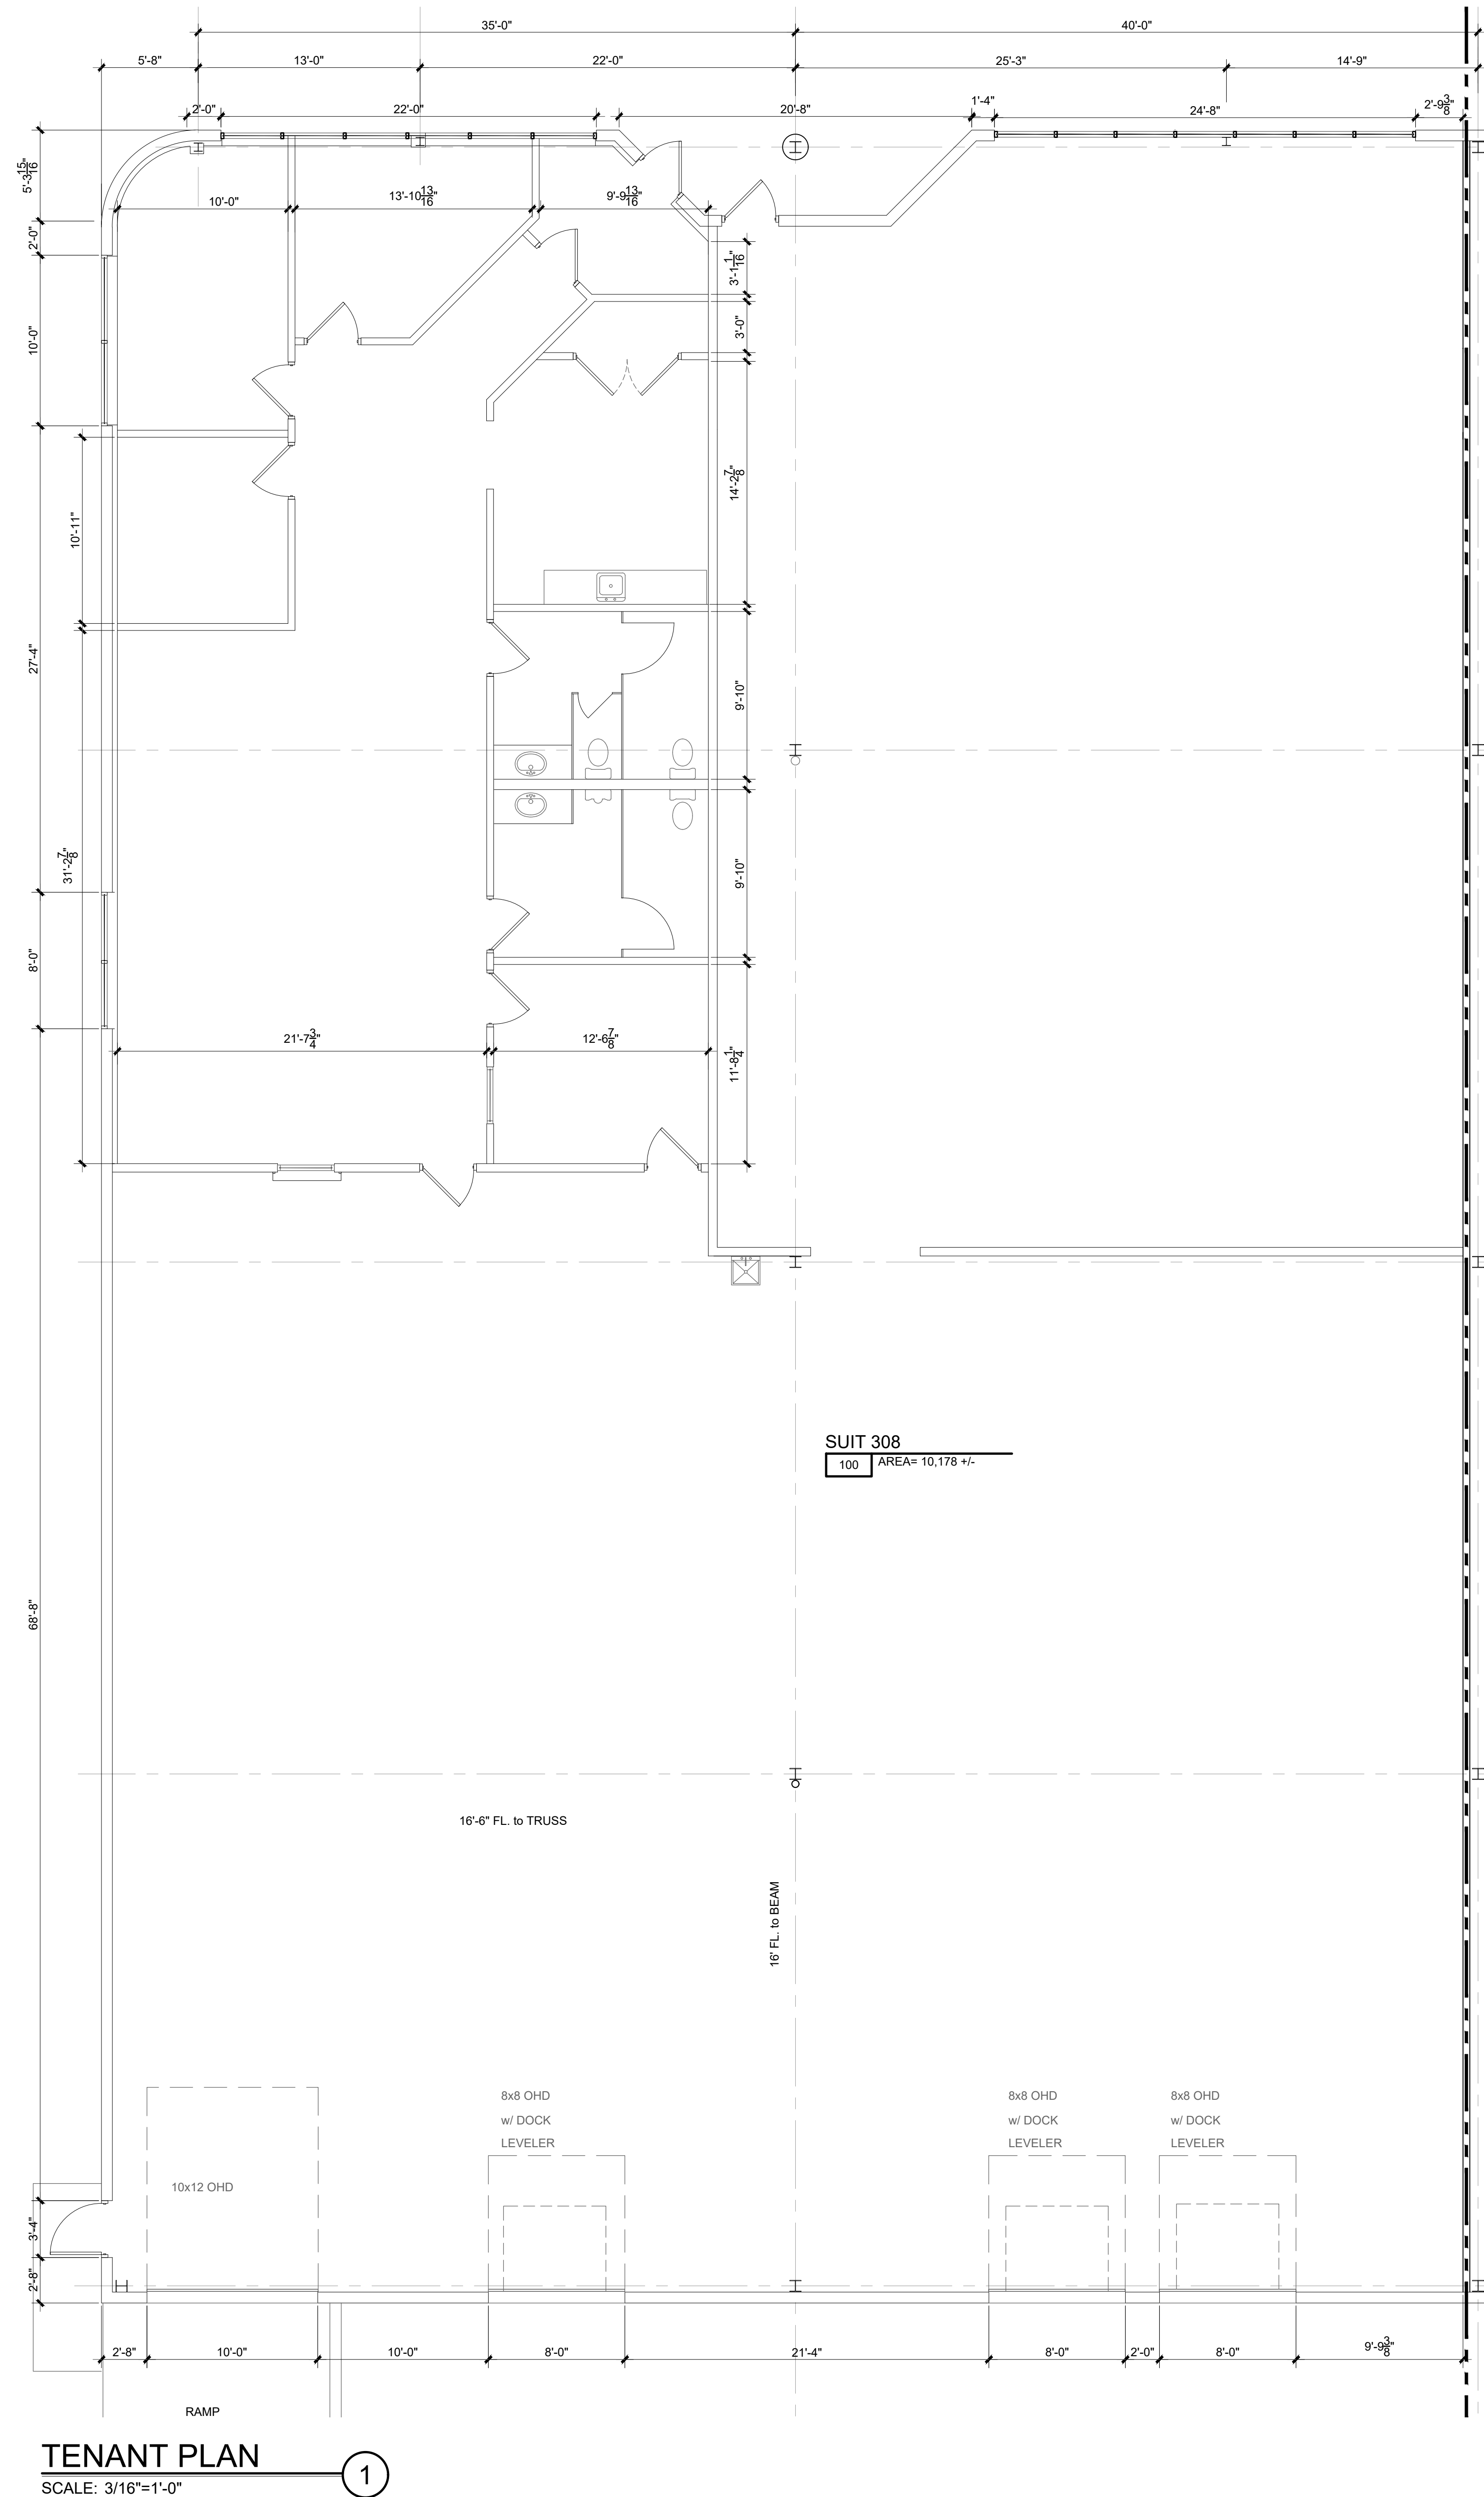 35'-0"
40'-0"
5'-8"
13'-0"
22'-0"
25'-3"
14'-9"
2'-0"
22'-0"
20'-8"
1'-4"
24'-8"
2'-9 3/8"
5'-3 15/16"
2'-0"
10'-0"
27'-4"
8'-0"
68'-8"
3'-4"
2'-8"
10'-11"
31'-2 7/8"
10'-0"
13'-10 13/16"
9'-9 13/16"
3'-1 1/16"
3'-0"
14'-2 7/8"
9'-10"
9'-10"
11'-8 1/4"
21'-7 3/4"
12'-6 7/8"
SUIT 308
100
AREA= 10,178 +/-
16'-6" FL. to TRUSS
16' FL. to BEAM
10x12 OHD
8x8 OHD
w/ DOCK
LEVELER
8x8 OHD
w/ DOCK
LEVELER
8x8 OHD
w/ DOCK
LEVELER
2'-8"
10'-0"
10'-0"
8'-0"
21'-4"
8'-0"
2'-0"
8'-0"
9'-9 3/8"
RAMP
TENANT PLAN
1
SCALE: 3/16"=1'-0"